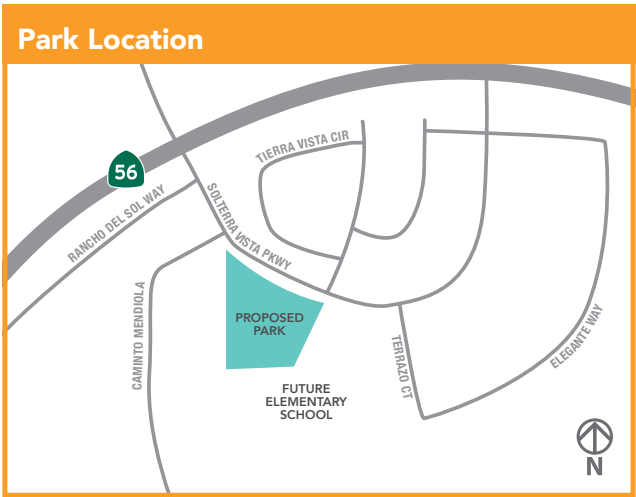 Park Location
TIERRA VISTA CIR
56
RANCHO DEL SOL WAY
SOLTERRA VISTA PKWY
CAMINTO MENDIOLA
PROPOSED
PARK
TERRAZO CT
ELEGANTE WAY
FUTURE
ELEMENTARY
SCHOOL
N